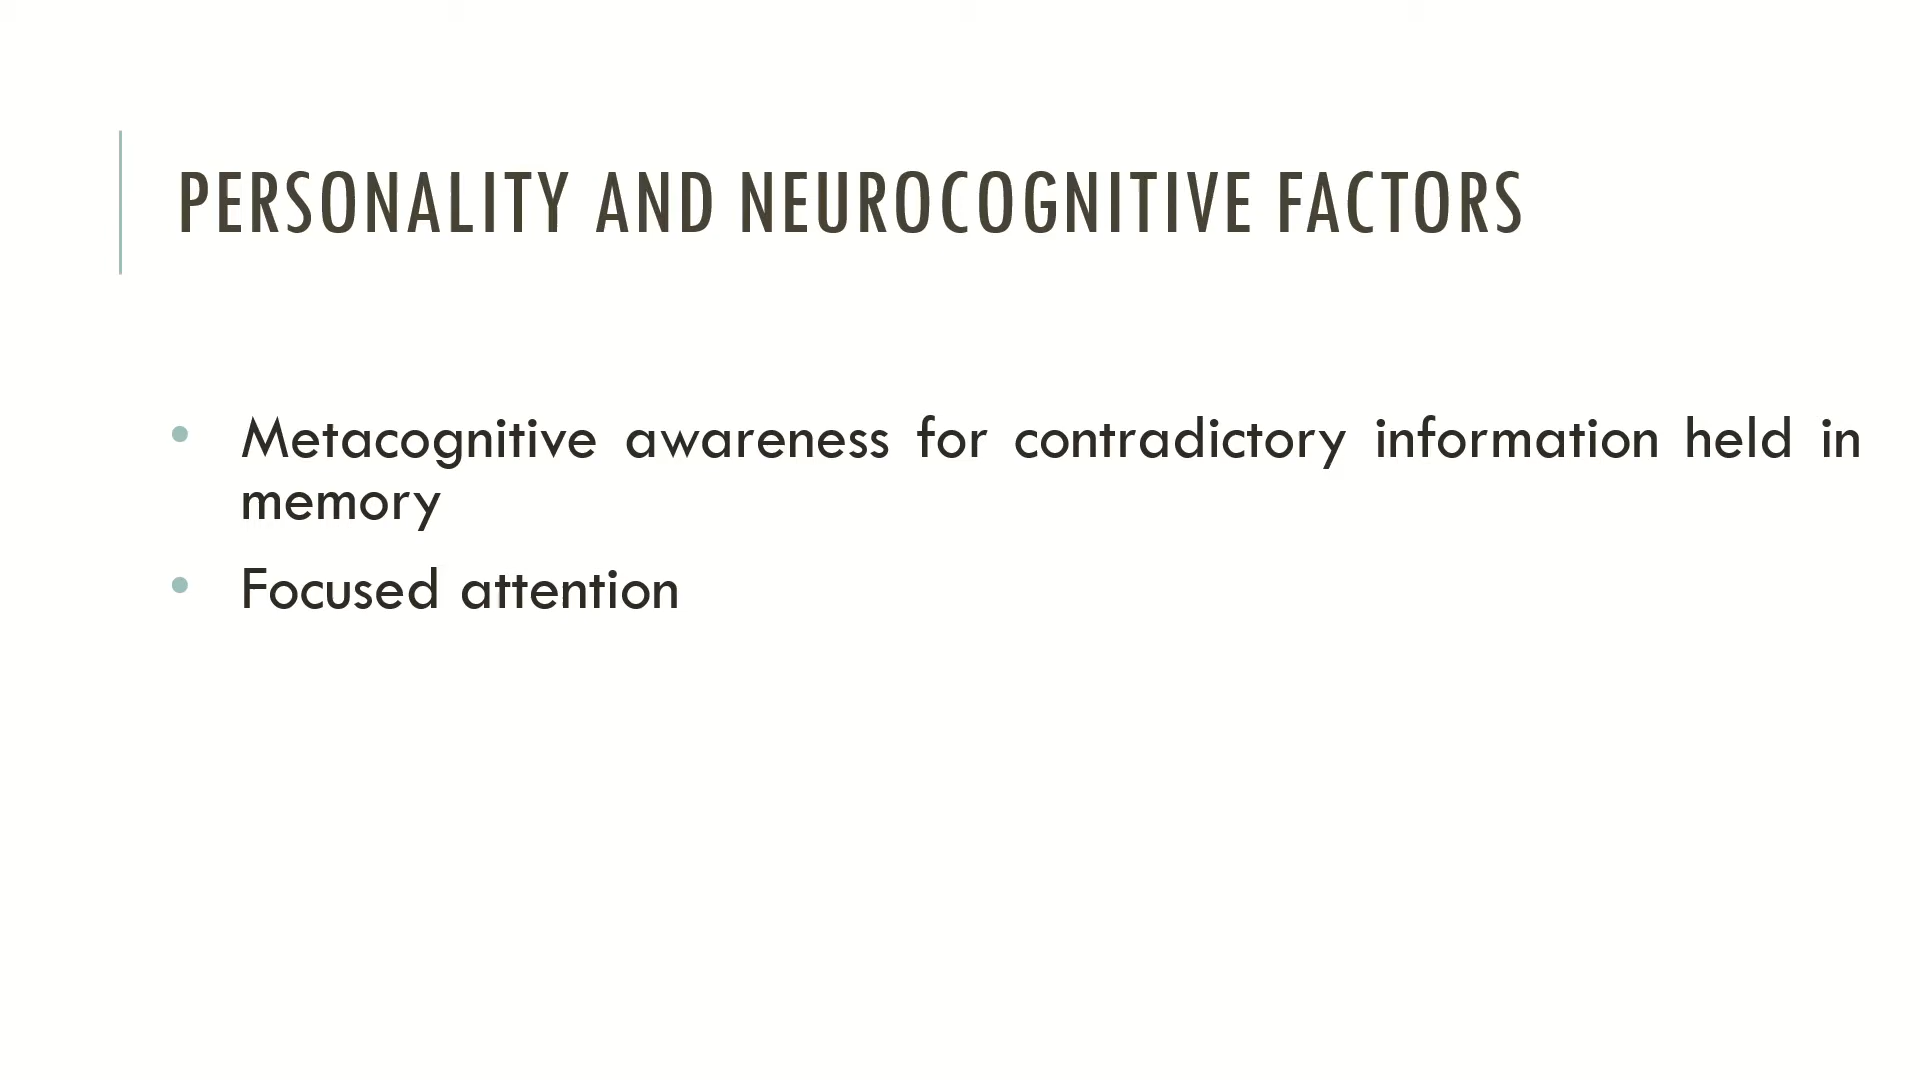 PERSONALITY AND NEUROCOGNITIVE FACTORS
• Metacognitive awareness for contradictory information held in
memory
• Focused attention